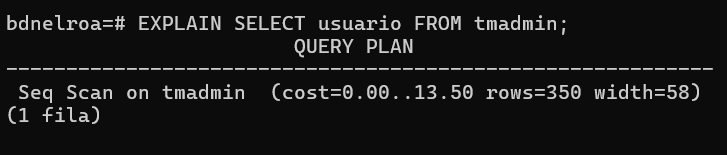 bdnelroa=# EXPLAIN SELECT usuario FROM tmadmin;
QUERY PLAN
-----------------------------------------------------------
Seq Scan on tmadmin  (cost=0.00..13.50 rows=350 width=58)
(1 fila)